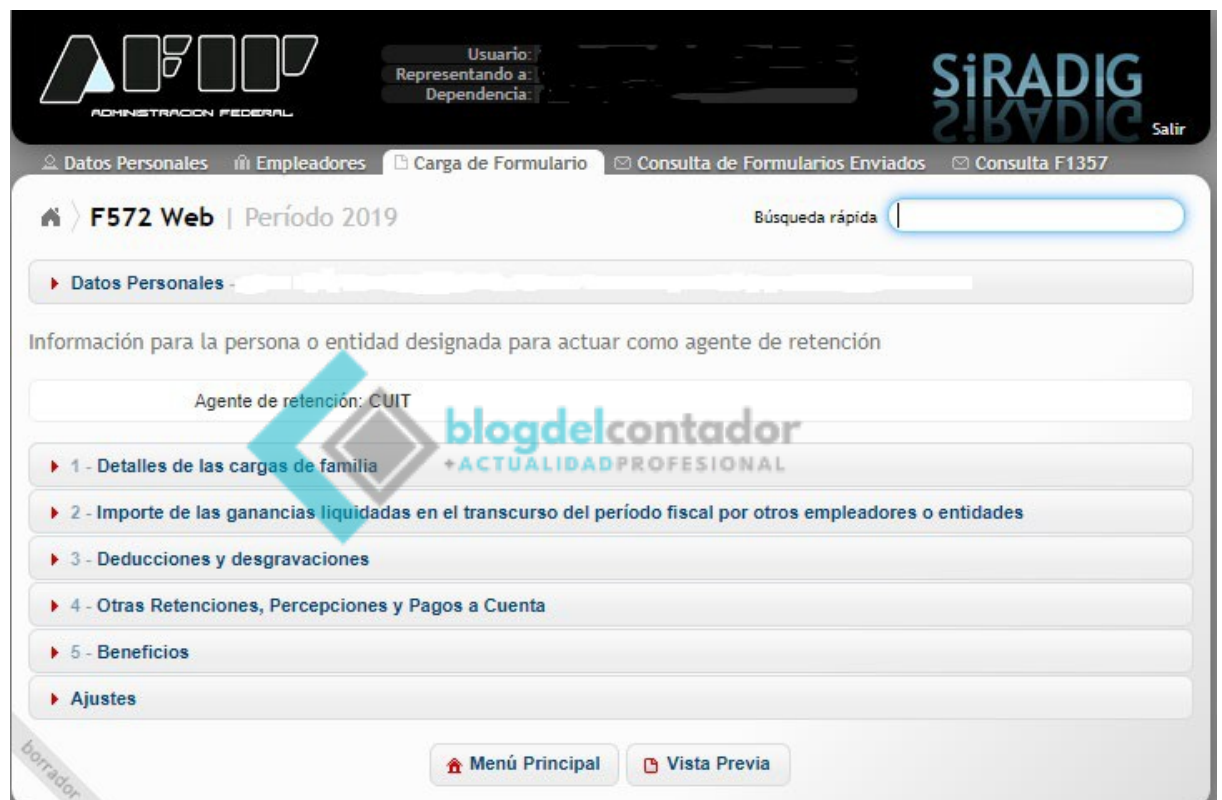 AFIP
ADMINISTRACION FEDERAL
Usuario:
Representando a:
Dependencia:
SiRADIG
Salir
Datos Personales Empleadores Carga de Formulario Consulta de Formularios Enviados Consulta F1357
F572 Web | Período 2019 Búsqueda rápida
Datos Personales -
Información para la persona o entidad designada para actuar como agente de retención
Agente de retención: CUIT
blogdelcontador
+ACTUALIDADPROFESIONAL
1 - Detalles de las cargas de familia
2 - Importe de las ganancias liquidadas en el transcurso del período fiscal por otros empleadores o entidades
3 - Deducciones y desgravaciones
4 - Otras Retenciones, Percepciones y Pagos a Cuenta
5 - Beneficios
Ajustes
borrador
Menú Principal Vista Previa